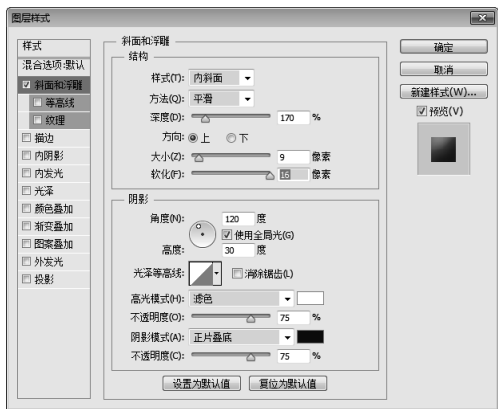 图层样式
样式
混合选项:默认
斜面和浮雕
等高线
纹理
描边
内阴影
内发光
光泽
颜色叠加
渐变叠加
图案叠加
外发光
投影
斜面和浮雕
结构
样式(T): 内斜面
方法(Q): 平滑
深度(D): 170 %
方向: 上 下
大小(Z): 9 像素
软化(F): 16 像素
阴影
角度(N): 120 度
使用全局光(G)
高度: 30 度
光泽等高线: 消除锯齿(L)
高光模式(H): 滤色
不透明度(O): 75 %
阴影模式(A): 正片叠底
不透明度(C): 75 %
设置为默认值 复位为默认值
确定
取消
新建样式(W)...
预览(V)